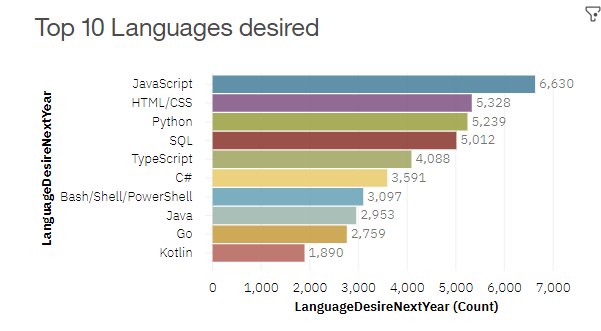 Top 10 Languages desired
LanguageDesireNextYear
JavaScript 6,630
HTML/CSS 5,328
Python 5,239
SQL 5,012
TypeScript 4,088
C# 3,591
Bash/Shell/PowerShell 3,097
Java 2,953
Go 2,759
Kotlin 1,890
0 1,000 2,000 3,000 4,000 5,000 6,000 7,000
LanguageDesireNextYear (Count)